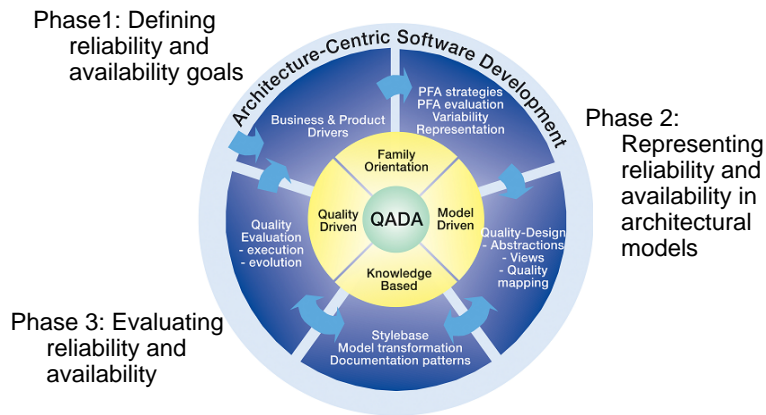 Phase1: Defining
reliability and
availability goals
Architecture-Centric Software Development
PFA strategies
PFA evaluation
Variability
Representation
Business & Product
Drivers
Phase 2:
Representing
reliability and
availability in
architectural
models
Family
Orientation
Quality
Driven
QADA
Model
Driven
Knowledge
Based
Quality
Evaluation
- execution
- evolution
Quality-Design
- Abstractions
- Views
- Quality
mapping
Phase 3: Evaluating
reliability and
availability
Stylebase
Model transformation
Documentation patterns